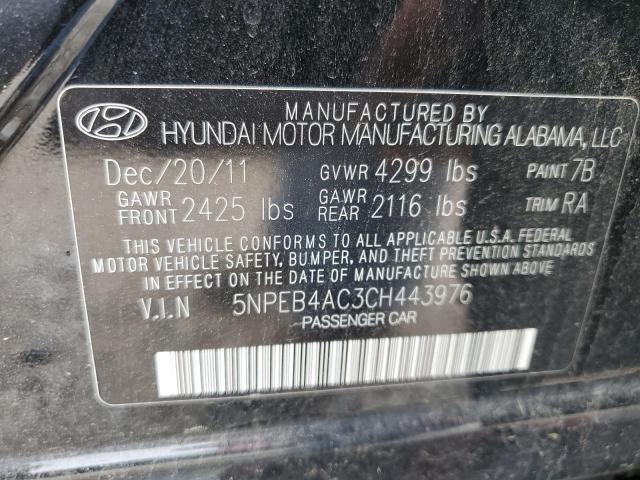 MANUFACTURED BY
HYUNDAI MOTOR MANUFACTURING ALABAMA, LLC
Dec/20/11 GVWR 4299 lbs PAINT 7B
GAWR FRONT 2425 lbs GAWR REAR 2116 lbs TRIM RA
THIS VEHICLE CONFORMS TO ALL APPLICABLE U.S.A. FEDERAL
MOTOR VEHICLE SAFETY, BUMPER, AND THEFT PREVENTION STANDARDS
IN EFFECT ON THE DATE OF MANUFACTURE SHOWN ABOVE.
V.I.N 5NPEB4AC3CH443976
PASSENGER CAR